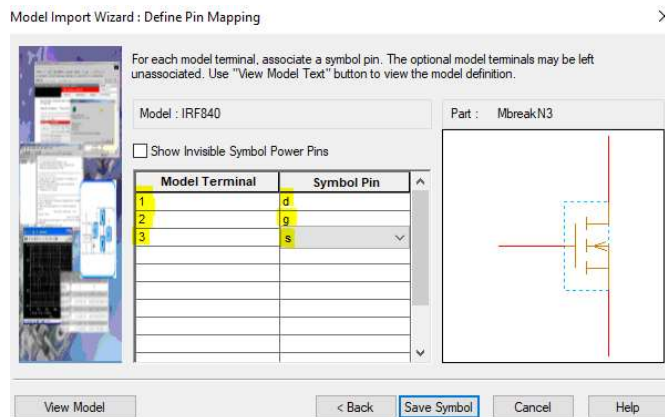 Model Import Wizard : Define Pin Mapping
For each model terminal, associate a symbol pin. The optional model terminals may be left
unassociated. Use "View Model Text" button to view the model definition.
Model : IRF840
Part : MbreakN3
Show Invisible Symbol Power Pins
Model Terminal Symbol Pin
1 d
2 g
3 s
View Model < Back Save Symbol Cancel Help